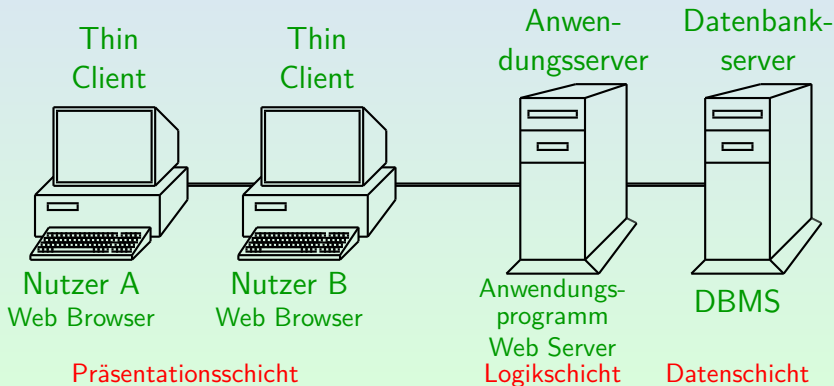 Thin
Client
Thin
Client
Anwen-
dungsserver
Datenbank-
server
Nutzer A
Web Browser
Nutzer B
Web Browser
Anwendungs-
programm
Web Server
DBMS
Präsentationsschicht
Logikschicht
Datenschicht